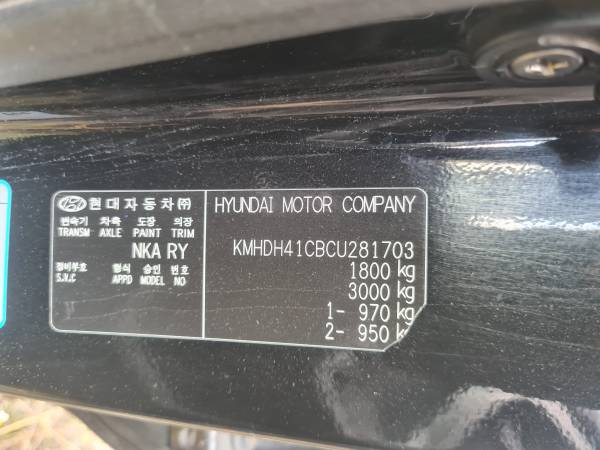 현대자동차(주)
변속기 차축 도장 의장
TRANSM AXLE PAINT TRIM
NKA RY
정비부호 형식 승인 번호
S.V.C APPD MODEL NO
HYUNDAI MOTOR COMPANY
KMHDH41CBCU281703
1800 kg
3000 kg
1- 970 kg
2- 950 k